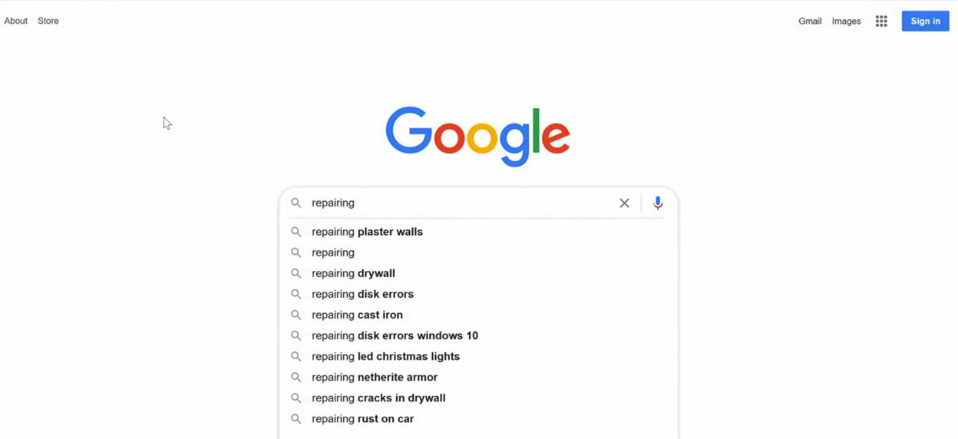 About Store Gmail Images Sign in
Google
repairing
repairing plaster walls
repairing
repairing drywall
repairing disk errors
repairing cast iron
repairing disk errors windows 10
repairing led christmas lights
repairing netherite armor
repairing cracks in drywall
repairing rust on car